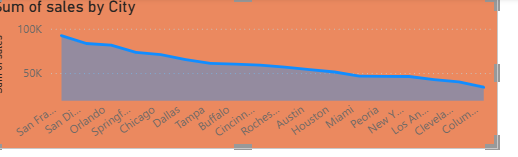 Sum of sales by City
100K
50K
San Fra...
San Di...
Orlando
Springf...
Chicago
Dallas
Tampa
Buffalo
Cincinn...
Roches...
Austin
Houston
Miami
Peoria
New Y...
Los An...
Clevela...
Colum...